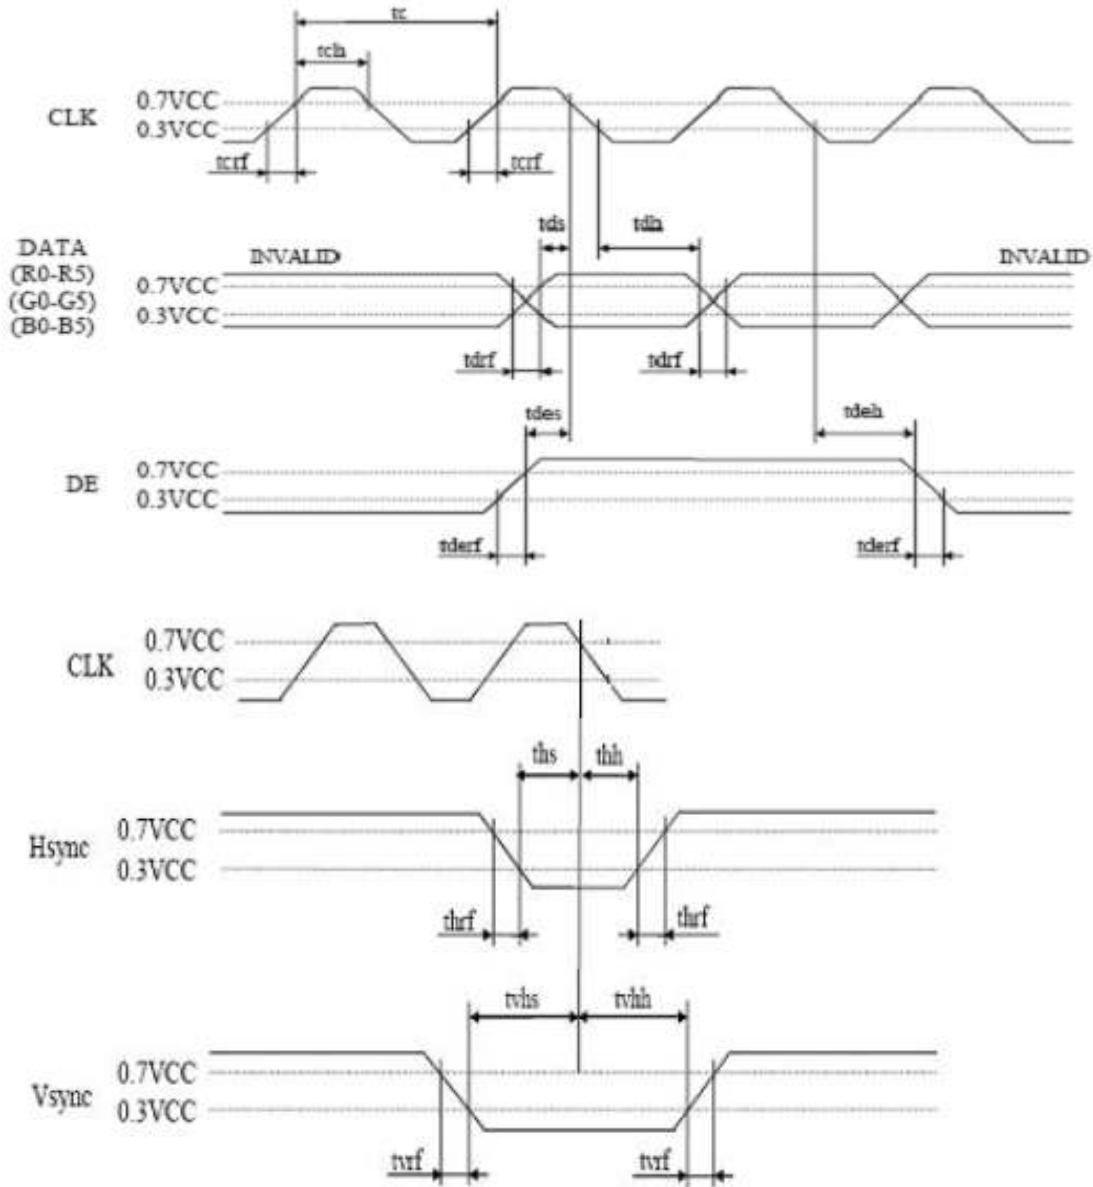 tc
tch
CLK
0.7VCC
0.3VCC
tcrf
tcrf
tds
tdh
DATA
(R0-R5)
(G0-G5)
(B0-B5)
INVALID
INVALID
0.7VCC
0.3VCC
tdrf
tdrf
tdes
tdeh
DE
0.7VCC
0.3VCC
tderf
tderf
CLK
0.7VCC
0.3VCC
ths
thh
Hsync
0.7VCC
0.3VCC
thrf
thrf
tvhs
tvhh
Vsync
0.7VCC
0.3VCC
tvrf
tvrf